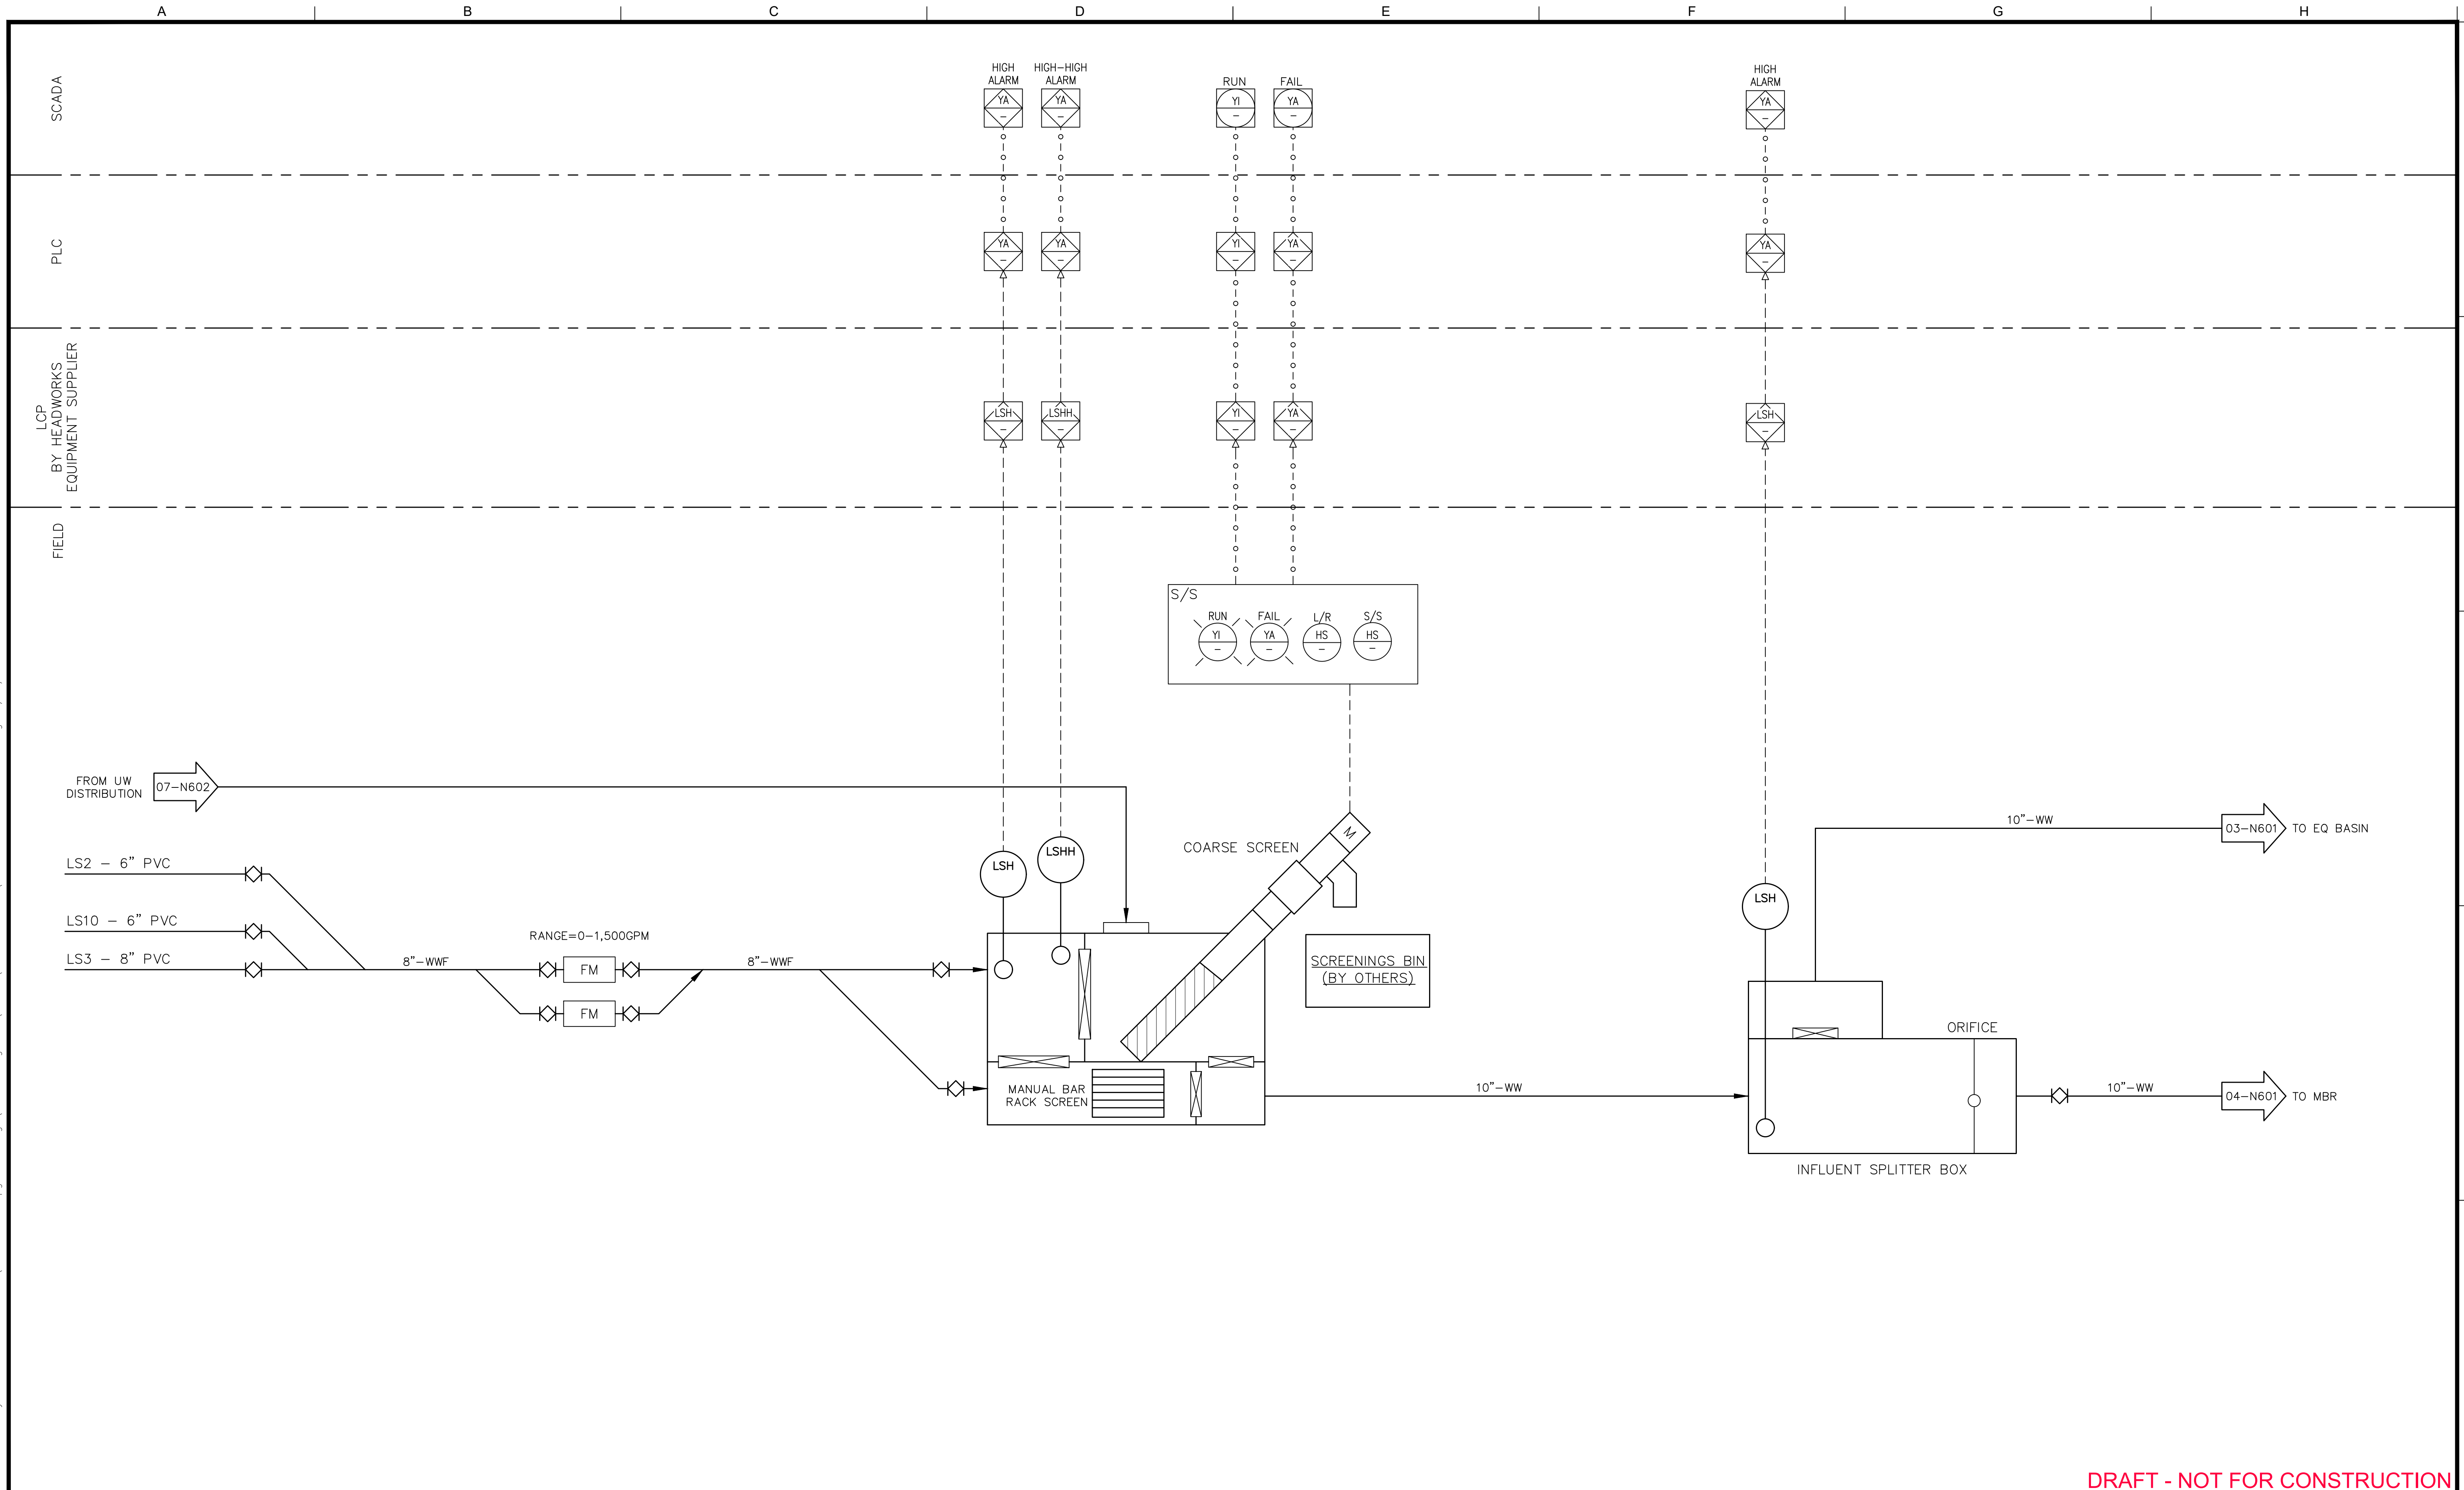 A B C D E F G H
SCADA
HIGH
ALARM
YA
-
HIGH-HIGH
ALARM
YA
-
RUN
YI
-
FAIL
YA
-
HIGH
ALARM
YA
-
PLC
YA
-
YA
-
YI
-
YA
-
YA
-
LCP
BY HEADWORKS
EQUIPMENT SUPPLIER
LSH
-
LSHH
-
YI
-
YA
-
LSH
-
FIELD
S/S
RUN
YI
-
FAIL
YA
-
L/R
HS
-
S/S
HS
-
FROM UW
DISTRIBUTION
07-N602
LS2 - 6" PVC
LS10 - 6" PVC
LS3 - 8" PVC
8"-WWF
RANGE=0-1,500GPM
FM
FM
8"-WWF
LSH
LSHH
COARSE SCREEN
M
SCREENINGS BIN
(BY OTHERS)
MANUAL BAR
RACK SCREEN
10"-WW
LSH
10"-WW
03-N601
TO EQ BASIN
ORIFICE
10"-WW
04-N601
TO MBR
INFLUENT SPLITTER BOX
DRAFT - NOT FOR CONSTRUCTION